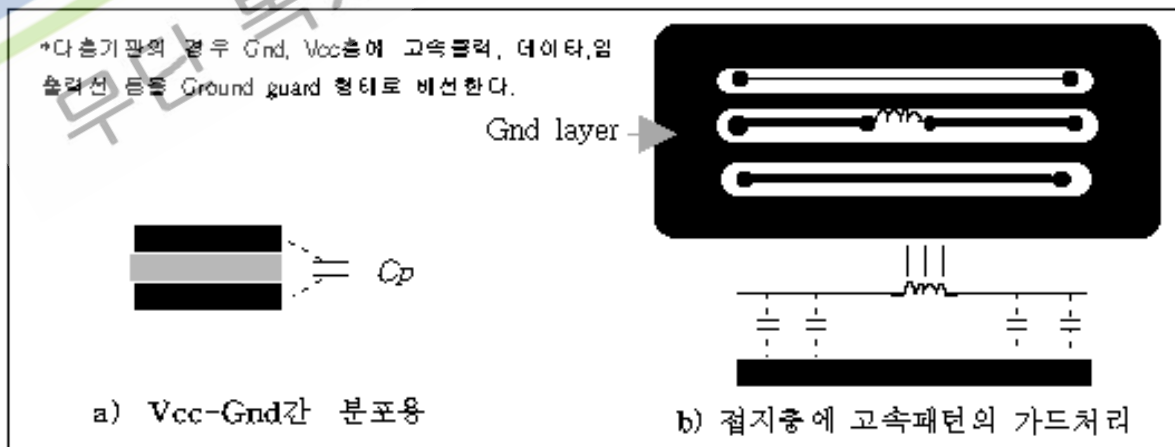 *다층기판의 경우 Gnd, Vcc층에 고속클럭, 데이타,입
출력선 등을 Ground guard 형태로 배선한다.
Gnd layer
Cp
a) Vcc-Gnd간 분포용
b) 접지층에 고속패턴의 가드처리
무단